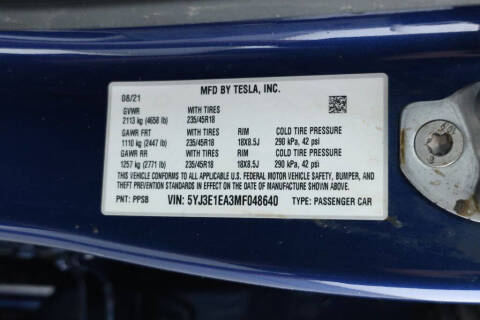 MFD BY TESLA, INC.
08/21
GVWR WITH TIRES
2113 kg (4658 lb) 235/45R18
GAWR FRT WITH TIRES RIM COLD TIRE PRESSURE
1110 kg (2447 lb) 235/45R18 18X8.5J 290 kPa, 42 psi
GAWR RR WITH TIRES RIM COLD TIRE PRESSURE
1257 kg (2771 lb) 235/45R18 18X8.5J 290 kPa, 42 psi
THIS VEHICLE CONFORMS TO ALL APPLICABLE U.S. FEDERAL MOTOR VEHICLE SAFETY, BUMPER, AND
THEFT PREVENTION STANDARDS IN EFFECT ON THE DATE OF MANUFACTURE SHOWN ABOVE.
PNT: PPSB VIN: 5YJ3E1EA3MF048640 TYPE: PASSENGER CAR